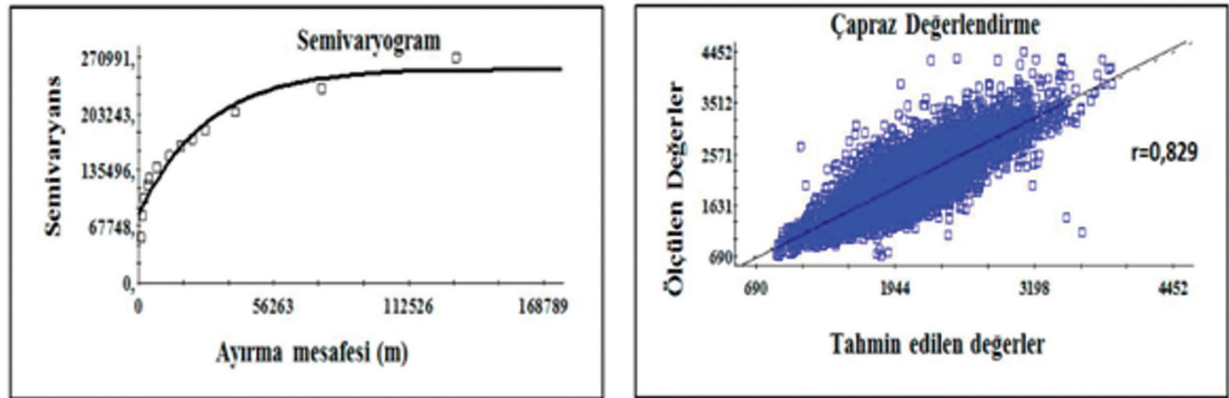 Semivaryogram
270991,
203243,
135496,
67748,
0,
Semivaryans
0 56263 112526 168789
Ayırma mesafesi (m)
Çapraz Değerlendirme
4452
3512
2571
1631
690
Ölçülen Değerler
r=0,829
690 1944 3198 4452
Tahmin edilen değerler